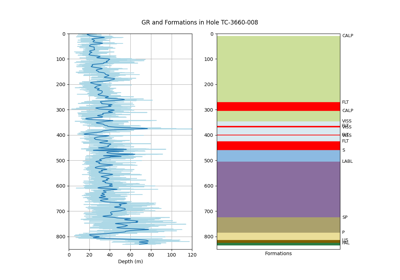 GR and Formations in Hole TC-3660-008
0
100
200
300
400
500
600
700
800
0
20
40
60
80
100
120
Depth (m)
0
100
200
300
400
500
600
700
800
CALP
FLT
CALP
VISS
VISS
VISS
FLT
S
LABL
SP
P
Formations